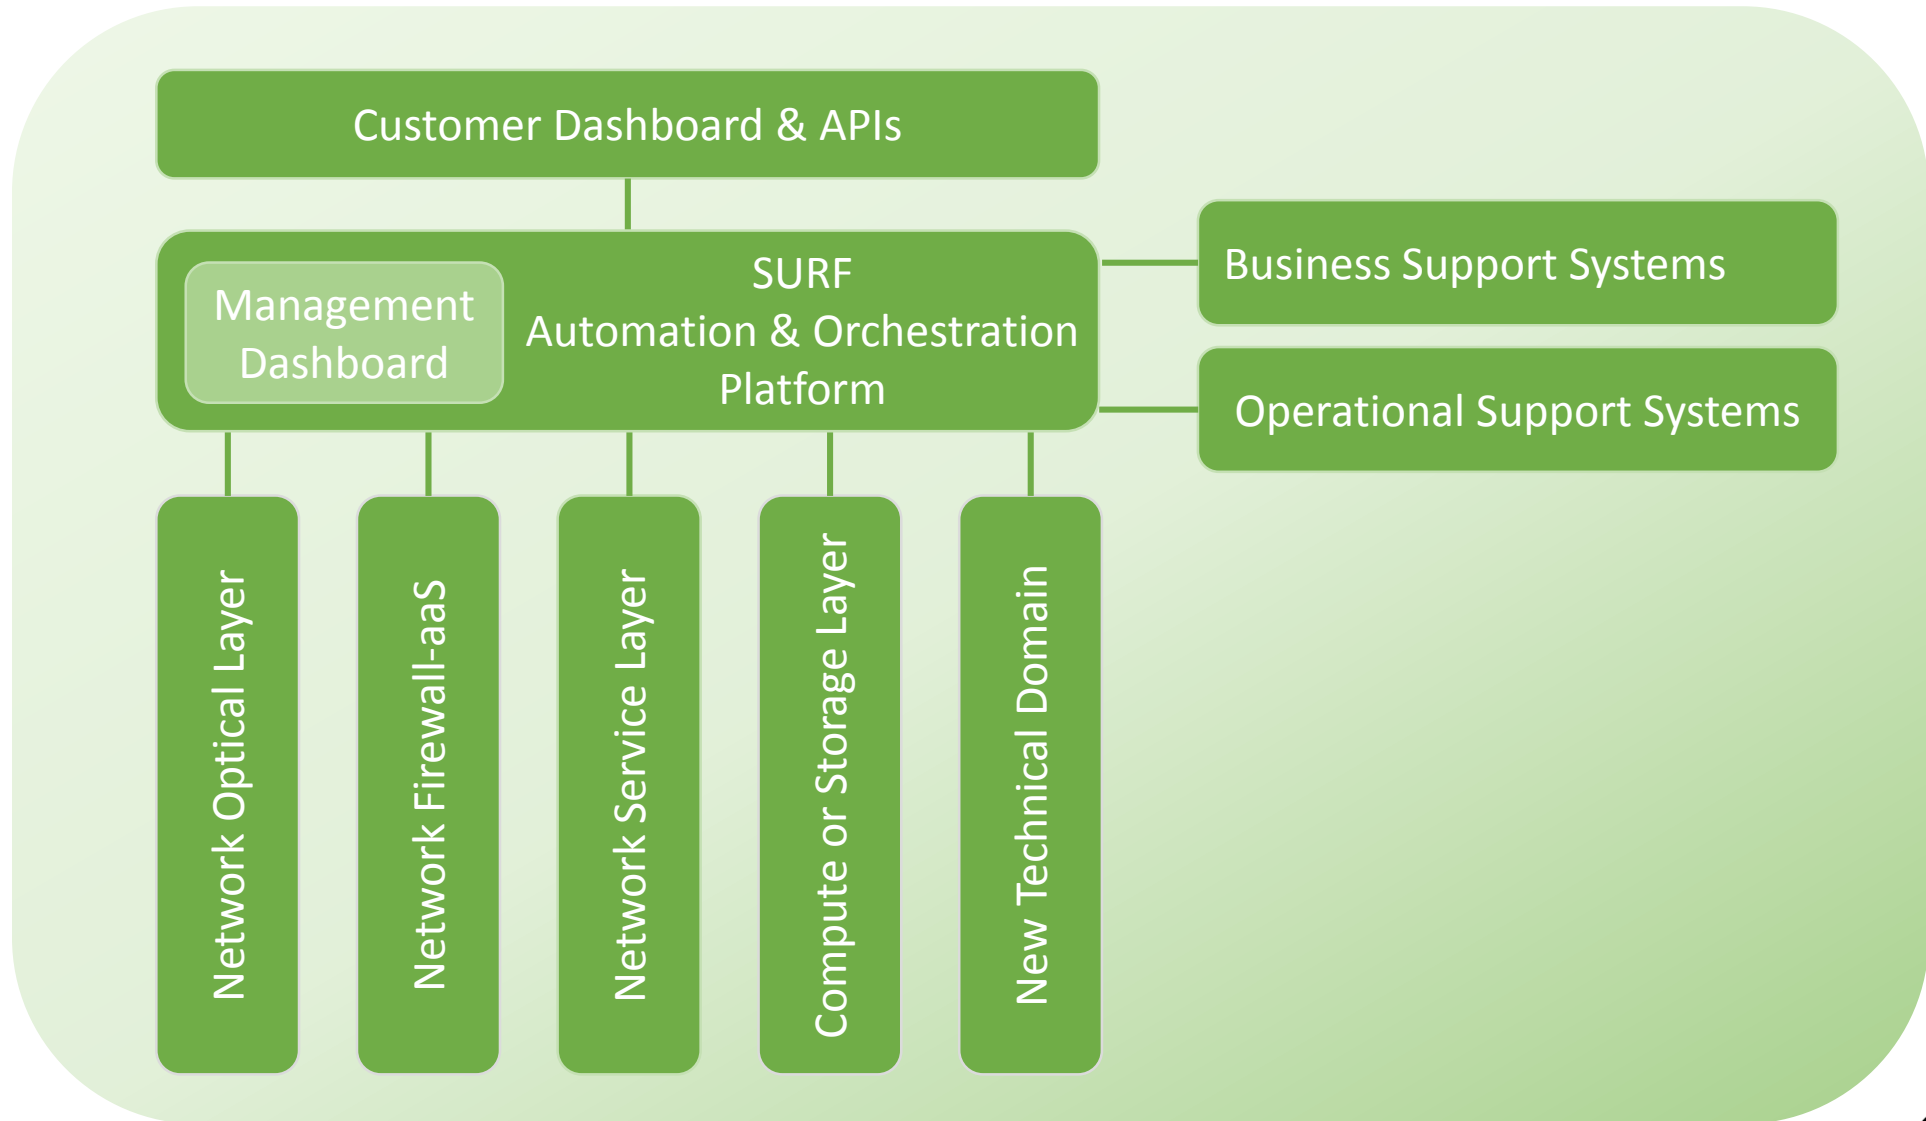 Customer Dashboard & APIs
Management
Dashboard
SURF
Automation & Orchestration
Platform
Business Support Systems
Operational Support Systems
Network Optical Layer
Network Firewall-aaS
Network Service Layer
Compute or Storage Layer
New Technical Domain